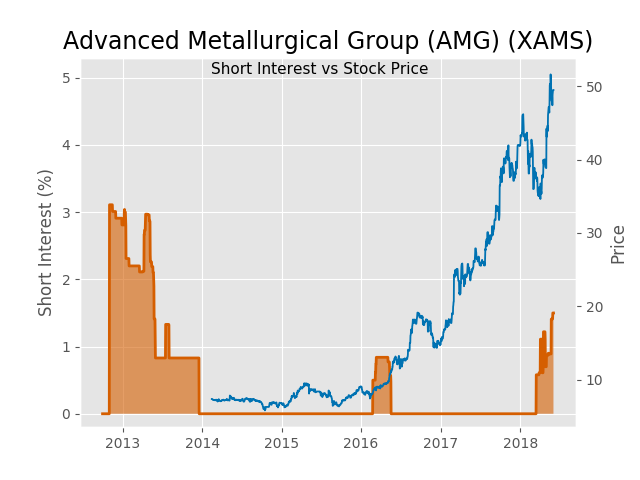 Advanced Metallurgical Group (AMG) (XAMS)
Short Interest vs Stock Price
Short Interest (%)
5
4
3
2
1
0
50
40
30
20
10
Price
2013 2014 2015 2016 2017 2018